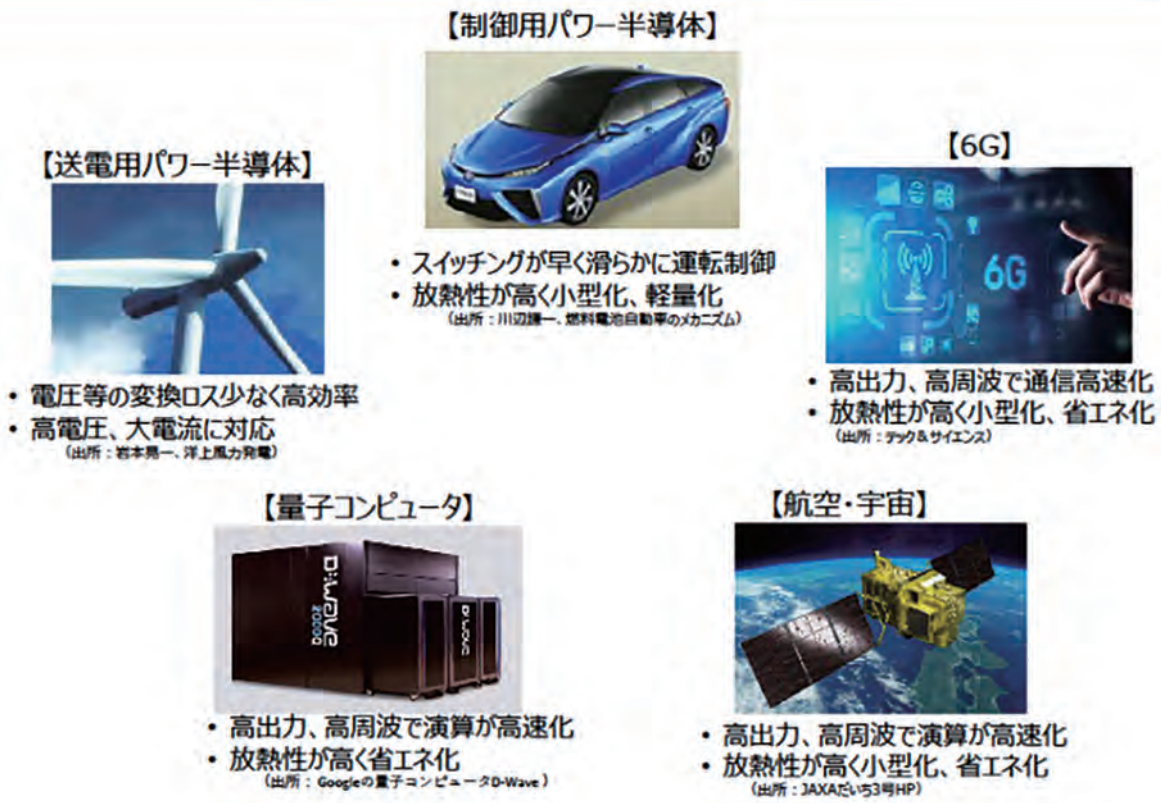 【制御用パワー半導体】
・スイッチングが早く滑らかに運転制御
・放熱性が高く小型化、軽量化
(出所：川辺謙一、燃料電池自動車のメカニズム)
【送電用パワー半導体】
・電圧等の変換ロス少なく高効率
・高電圧、大電流に対応
(出所：岩本晃一、洋上風力発電)
【6G】
6G
・高出力、高周波で通信高速化
・放熱性が高く小型化、省エネ化
(出所：テック＆サイエンス)
【量子コンピュータ】
D:wave
2000Q
D:wave
・高出力、高周波で演算が高速化
・放熱性が高く省エネ化
(出所：Googleの量子コンピュータD-Wave)
【航空・宇宙】
・高出力、高周波で演算が高速化
・放熱性が高く小型化、省エネ化
(出所：JAXAだいち3号HP)